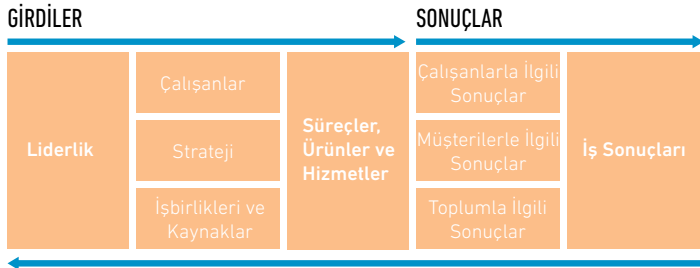 GİRDİLER
SONUÇLAR
Liderlik
Çalışanlar
Strateji
İşbirlikleri ve
Kaynaklar
Süreçler,
Ürünler ve
Hizmetler
Çalışanlarla İlgili
Sonuçlar
Müşterilerle İlgili
Sonuçlar
Toplumla İlgili
Sonuçlar
İş Sonuçları